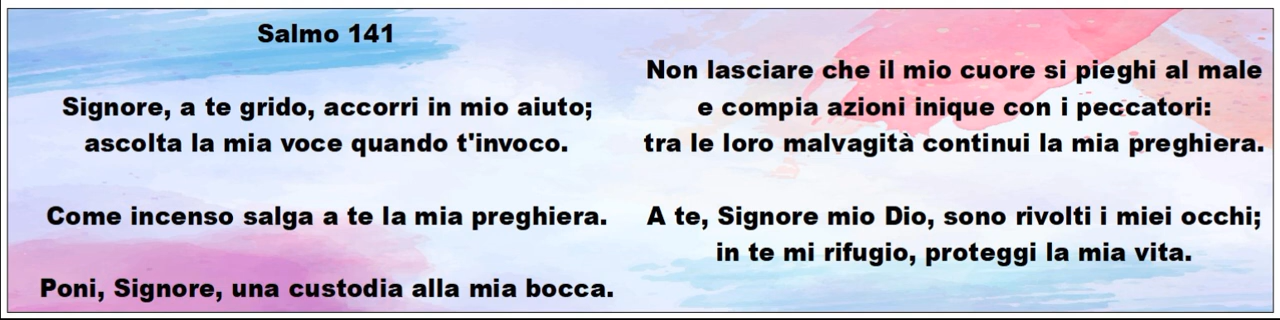 Salmo 141
Signore, a te grido, accorri in mio aiuto;
ascolta la mia voce quando t'invoco.
Come incenso salga a te la mia preghiera.
Poni, Signore, una custodia alla mia bocca.
Non lasciare che il mio cuore si pieghi al male
e compia azioni inique con i peccatori:
tra le loro malvagità continui la mia preghiera.
A te, Signore mio Dio, sono rivolti i miei occhi;
in te mi rifugio, proteggi la mia vita.